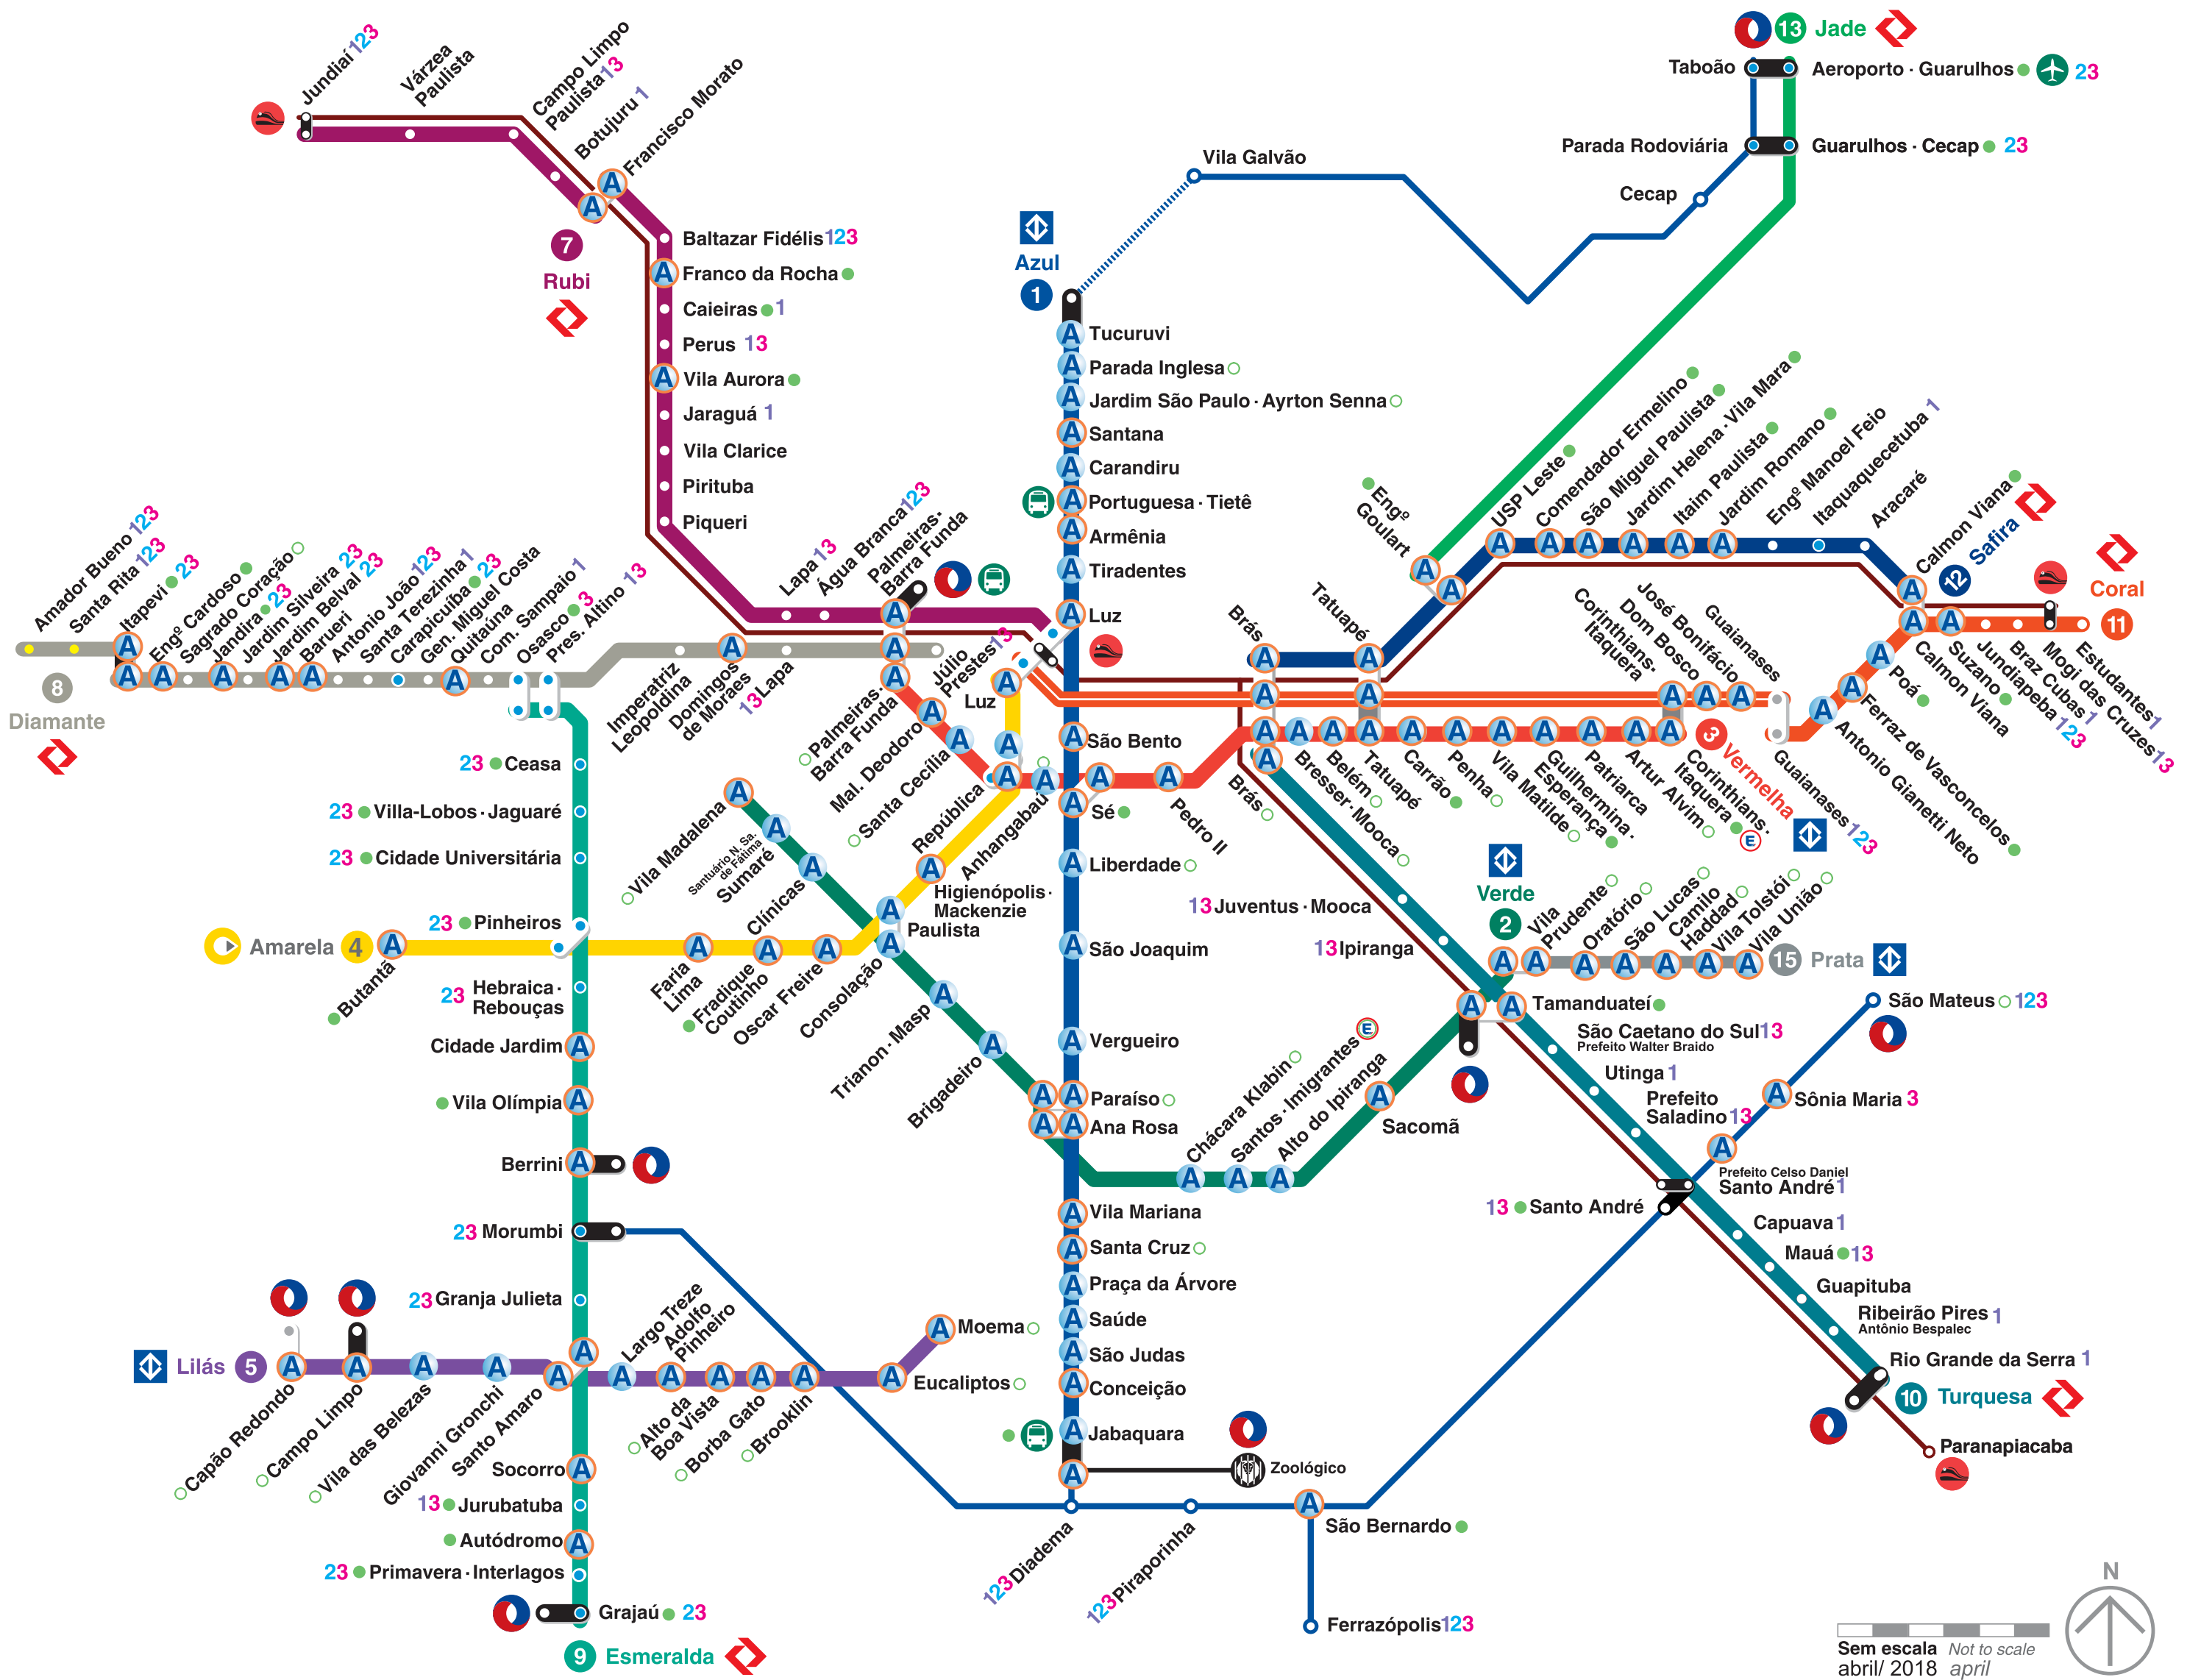 Jundiaí 123
Várzea
Paulista
Campo Limpo
Paulista 13
Botujuru 1
Francisco Morato
7
Rubi
Baltazar Fidélis 123
Franco da Rocha
Caieiras 1
Perus 13
Vila Aurora
Jaraguá 1
Vila Clarice
Pirituba
Piqueri
Lapa 13
Água Branca 123
Palmeiras·
Barra Funda
13 Jade
Taboão
Aeroporto · Guarulhos 23
Parada Rodoviária
Guarulhos · Cecap 23
Cecap
Vila Galvão
Azul
1
Tucuruvi
Parada Inglesa
Jardim São Paulo · Ayrton Senna
Santana
Carandiru
Portuguesa · Tietê
Armênia
Tiradentes
Luz
São Bento
Sé
Liberdade
São Joaquim
Vergueiro
Paraíso
Ana Rosa
Vila Mariana
Santa Cruz
Praça da Árvore
Saúde
São Judas
Conceição
Jabaquara
Zoológico
Amador Bueno 123
Santa Rita 123
Itapevi 23
Engº Cardoso
Sagrado Coração
Jandira 23
Jardim Silveira 23
Jardim Belval 23
Barueri
Antonio João 123
Santa Terezinha 1
Carapicuíba 23
Gen. Miguel Costa
Quitaúna
Com. Sampaio 1
Osasco 3
Pres. Altino 13
8
Diamante
Imperatriz
Leopoldina
Domingos
de Moraes
13 Lapa
Júlio
Prestes 13
Luz
Palmeiras·
Barra Funda
Mal. Deodoro
Santa Cecília
República
Anhangabaú
Pedro II
Brás
Tatuapé
Engº
Goulart
USP Leste
Comendador Ermelino
São Miguel Paulista
Jardim Helena · Vila Mara
Itaim Paulista
Jardim Romano
Engº Manoel Feio
Itaquaquecetuba 1
Aracaré
Calmon Viana
12 Safira
Coral
11
Corinthians·
Itaquera
Dom Bosco
José Bonifácio
Guaianases
Brás
Bresser · Mooca
Belém
Tatuapé
Carrão
Penha
Vila Matilde
Guilhermina·
Esperança
Patriarca
Artur Alvim
Corinthians·
Itaquera
E
3 Vermelha
Guaianases 123
Antonio Gianetti Neto
Ferraz de Vasconcelos
Poá
Calmon Viana
Suzano
Jundiapeba 123
Braz Cubas 1
Mogi das Cruzes 13
Estudantes 1
23 Ceasa
23 Villa-Lobos · Jaguaré
23 Cidade Universitária
23 Pinheiros
23 Hebraica·
Rebouças
Cidade Jardim
Vila Olímpia
Berrini
23 Morumbi
23 Granja Julieta
Santo Amaro
Socorro
13 Jurubatuba
Autódromo
23 Primavera · Interlagos
Grajaú 23
9 Esmeralda
Amarela 4
Butantã
Faria
Lima
Fradique
Coutinho
Oscar Freire
Paulista
Higienópolis·
Mackenzie
Vila Madalena
Santuário N. Sa.
de Fátima
Sumaré
Clínicas
Consolação
Trianon · Masp
Brigadeiro
Chácara Klabin
Santos · Imigrantes
E
Alto do Ipiranga
Sacomã
Verde
2
Vila
Prudente
Oratório
São Lucas
Camilo
Haddad
Vila Tolstói
Vila União
15 Prata
13 Juventus · Mooca
13 Ipiranga
Tamanduateí
São Caetano do Sul 13
Prefeito Walter Braido
Utinga 1
Prefeito
Saladino 13
Prefeito Celso Daniel
Santo André 1
Capuava 1
Mauá 13
Guapituba
Ribeirão Pires 1
Antônio Bespalec
Rio Grande da Serra 1
10 Turquesa
Paranapiacaba
São Mateus 123
Sônia Maria 3
13 Santo André
Lilás 5
Capão Redondo
Campo Limpo
Vila das Belezas
Giovanni Gronchi
Largo Treze
Adolfo
Pinheiro
Alto da
Boa Vista
Borba Gato
Brooklin
Eucaliptos
Moema
123 Diadema
123 Piraporinha
São Bernardo
Ferrazópolis 123
N
Sem escala Not to scale
abril/ 2018 april